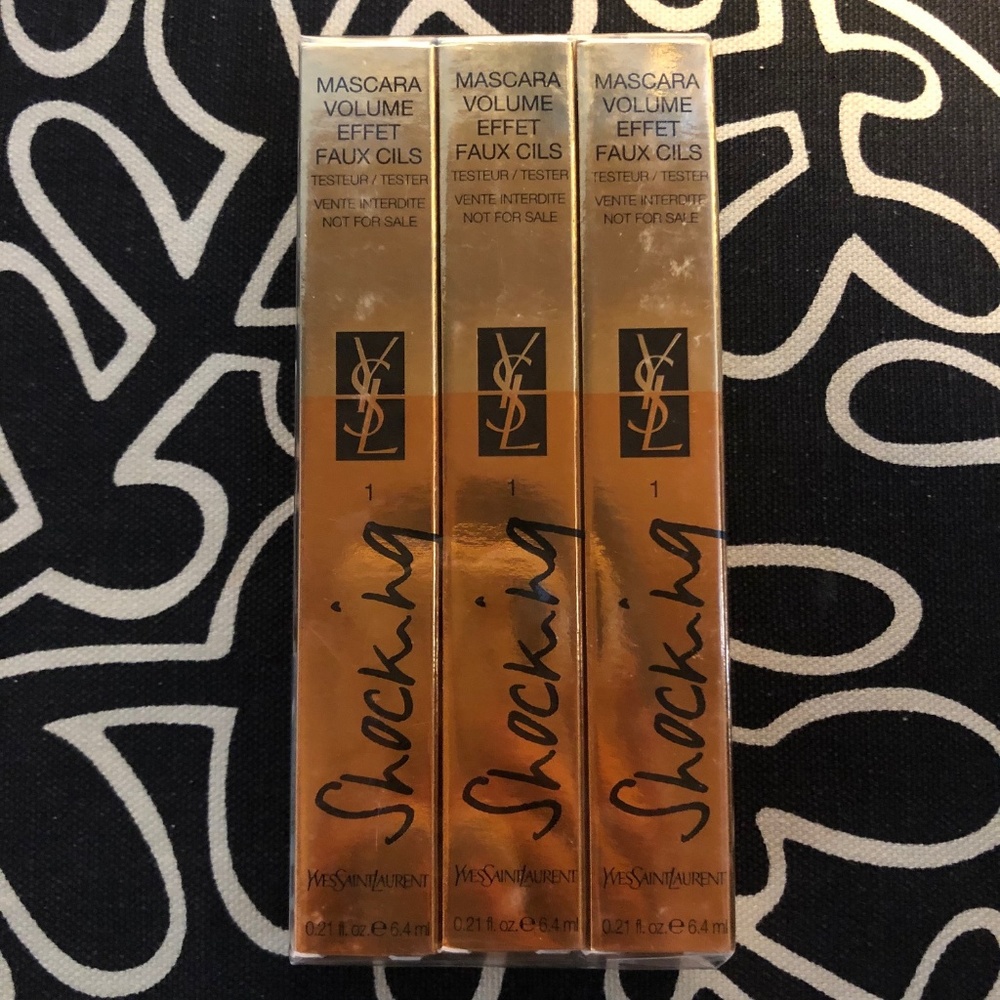 MASCARA
VOLUME
EFFET
FAUX CILS
TESTEUR / TESTER
VENTE INTERDITE
NOT FOR SALE
YSL
1
Shocking
YVESSAINTLAURENT
0.21 fl. oz. e 6.4 ml
MASCARA
VOLUME
EFFET
FAUX CILS
TESTEUR / TESTER
VENTE INTERDITE
NOT FOR SALE
YSL
1
Shocking
YVESSAINTLAURENT
0.21 fl. oz. e 6.4 ml
MASCARA
VOLUME
EFFET
FAUX CILS
TESTEUR / TESTER
VENTE INTERDITE
NOT FOR SALE
YSL
1
Shocking
YVESSAINTLAURENT
0.21 fl. oz. e 6.4 ml